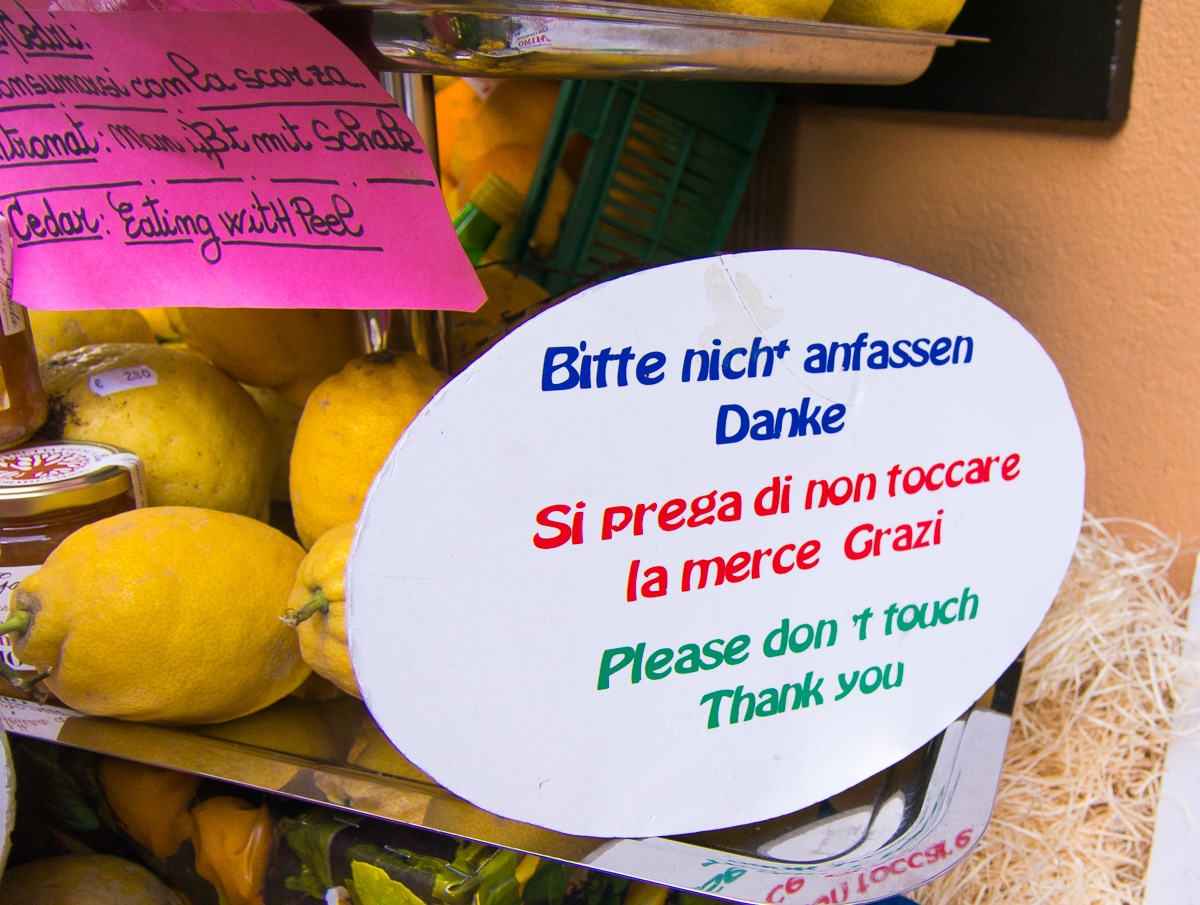 Cedri:
consumarsi con la scorza.
Zitronat: Man ißt mit Schale
Cedar: Eating with Peel
€ 2,80
Bitte nicht anfassen
Danke
Si prega di non toccare
la merce Grazi
Please don 't touch
Thank you